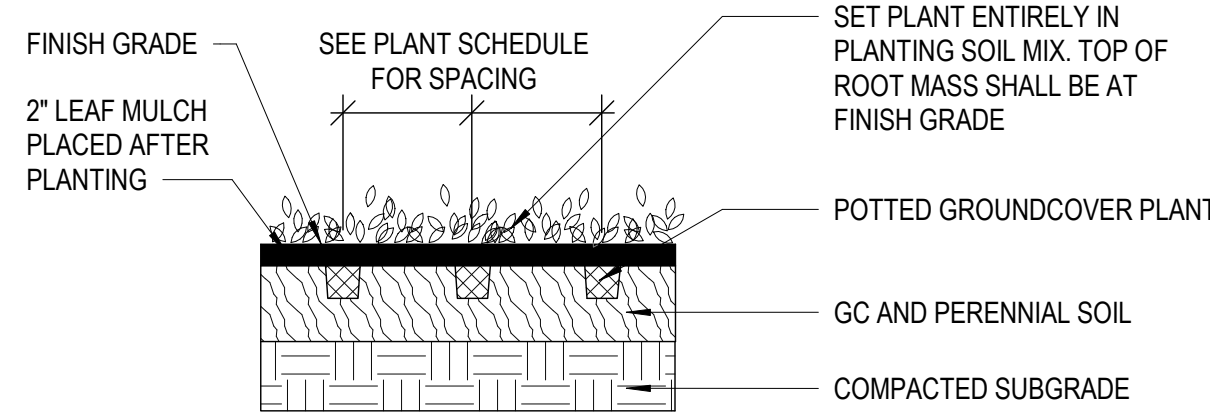 FINISH GRADE
2" LEAF MULCH
PLACED AFTER
PLANTING
SEE PLANT SCHEDULE
FOR SPACING
SET PLANT ENTIRELY IN
PLANTING SOIL MIX. TOP OF
ROOT MASS SHALL BE AT
FINISH GRADE
POTTED GROUNDCOVER PLANT
GC AND PERENNIAL SOIL
COMPACTED SUBGRADE